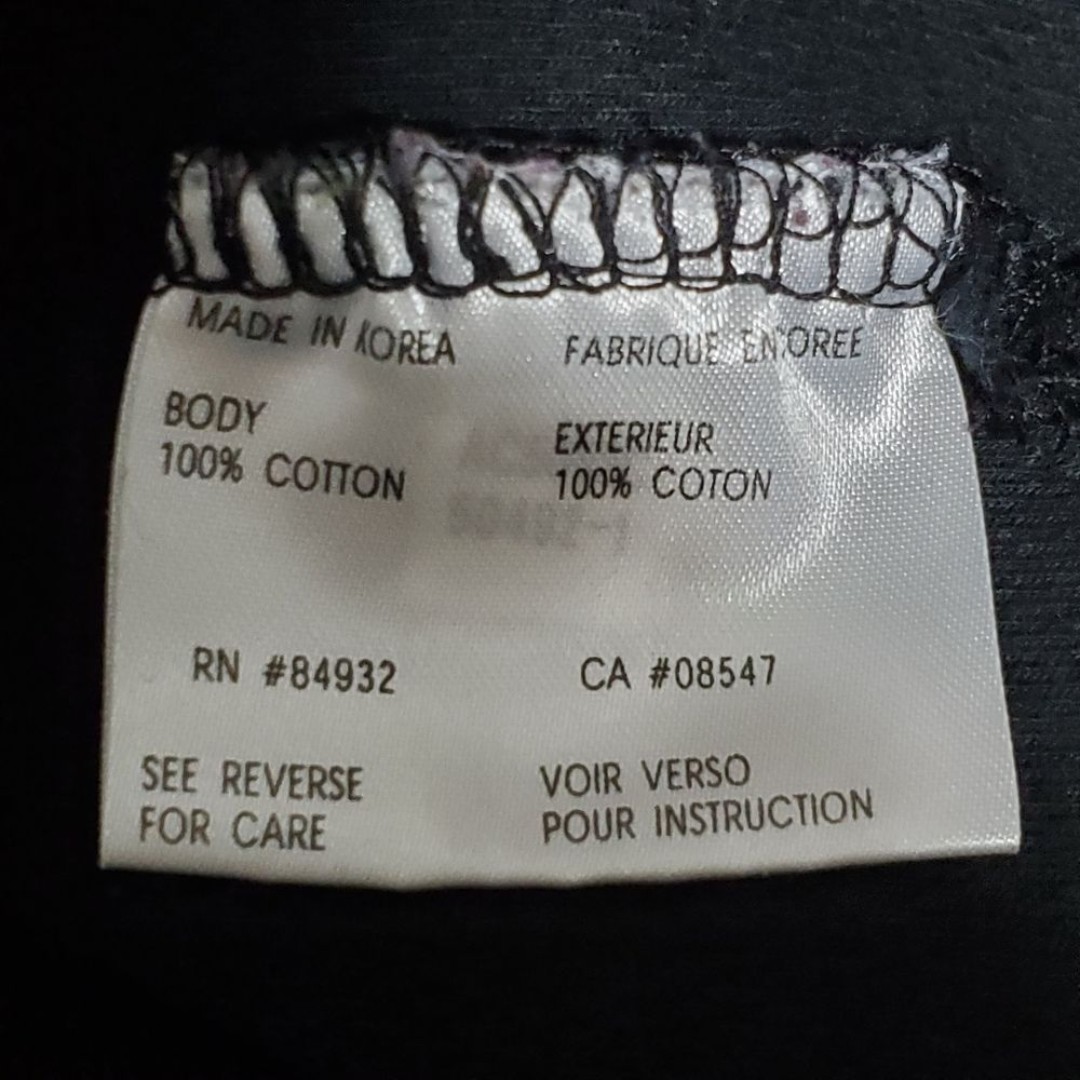 MADE IN KOREA
FABRIQUE EN COREE
BODY
100% COTTON
EXTERIEUR
100% COTON
RN #84932
CA #08547
SEE REVERSE
FOR CARE
VOIR VERSO
POUR INSTRUCTION